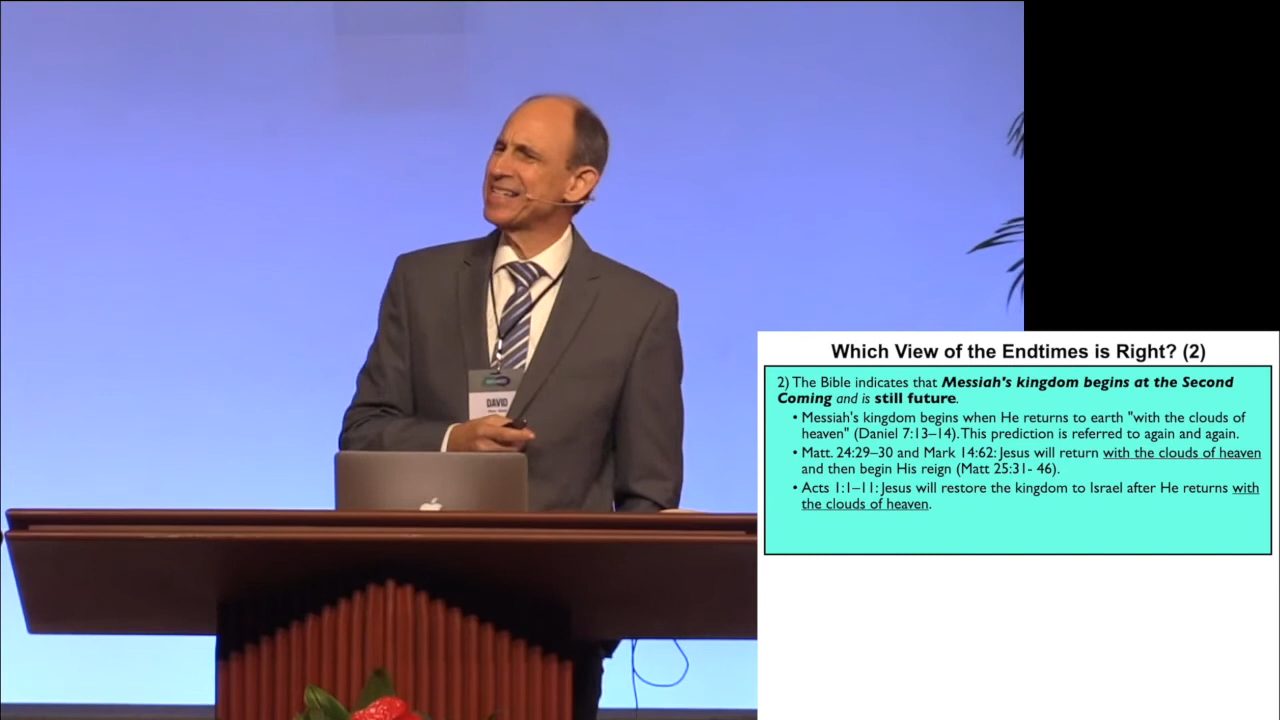 DAVID
Which View of the Endtimes is Right? (2)
2) The Bible indicates that Messiah's kingdom begins at the Second
Coming and is still future.
• Messiah's kingdom begins when He returns to earth "with the clouds of
heaven" (Daniel 7:13–14). This prediction is referred to again and again.
• Matt. 24:29–30 and Mark 14:62: Jesus will return with the clouds of heaven
and then begin His reign (Matt 25:31- 46).
• Acts 1:1–11: Jesus will restore the kingdom to Israel after He returns with
the clouds of heaven.